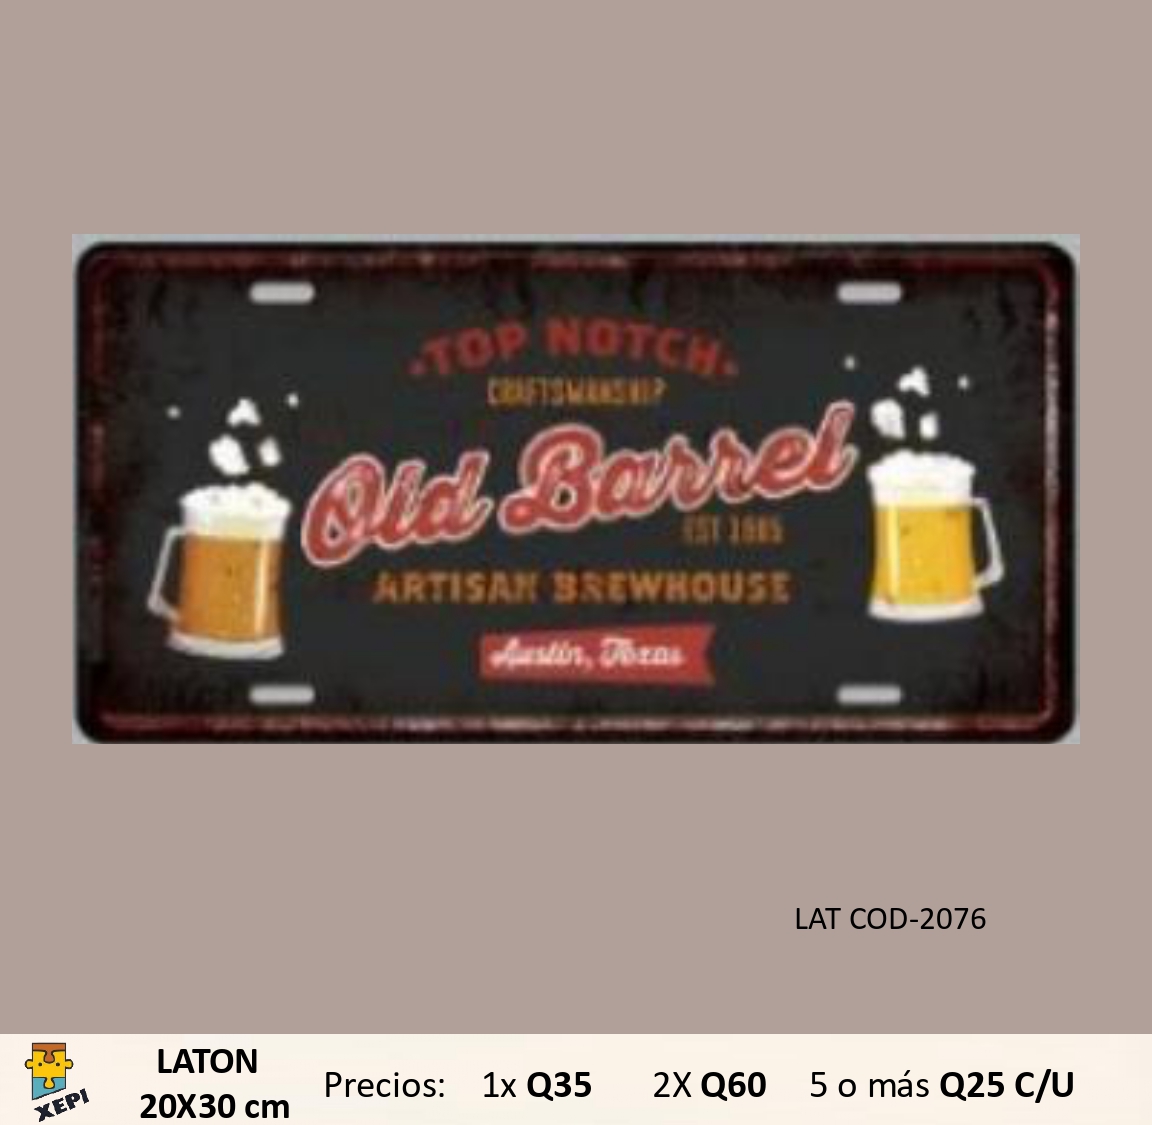 ·TOP NOTCH·
CRAFTSMANSHIP
Old Barrel
EST
ARTISAN BREWHOUSE
Austin, Texas
LAT COD-2076
XEPI
LATON
20X30 cm
Precios: 1x Q35 2X Q60 5 o más Q25 C/U